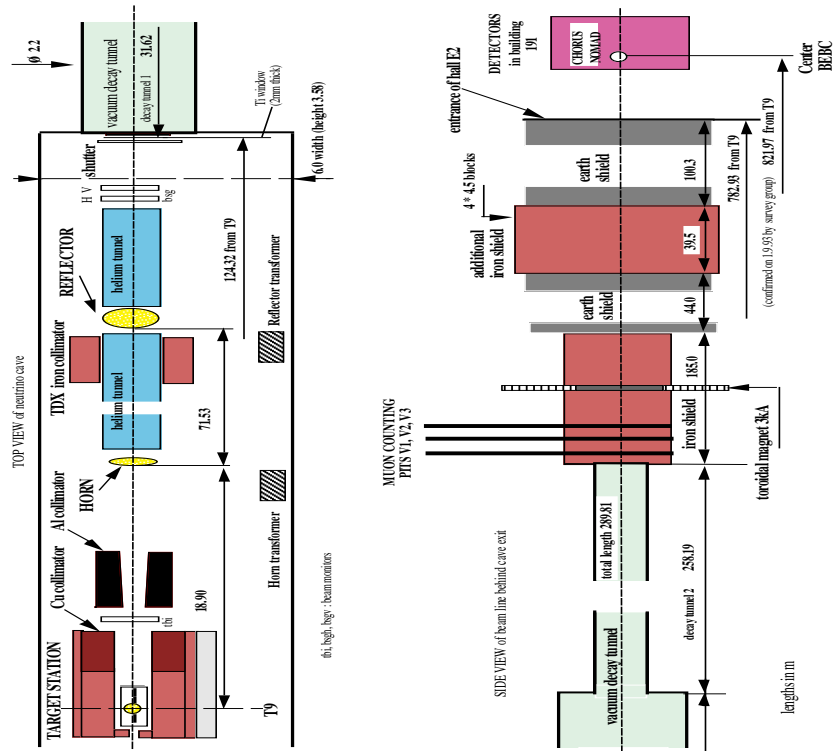 TOP VIEW of neutrino cave
Ø 2.2
vacuum decay tunnel
decay tunnel 1
31.62
Ti window
(2mm thick)
shutter
6.0 width (height 3.58)
H V
bsg
helium tunnel
124.32 from T9
REFLECTOR
Reflector transformer
TDX iron collimator
helium tunnel
71.53
HORN
Horn transformer
Al collimator
Cu collimator
18.90
tbi
tbi, bsgh, bsgv : beam monitors
TARGET STATION
T9
DETECTORS
in building
191
CHORUS
NOMAD
Center
BEBC
entrance of hall E2
earth
shield
100.3
782.93 from T9
(confirmed on 1.9.93 by survey group)
821.97 from T9
4 * 4.5 blocks
additional
iron shield
39.5
earth
shield
44.0
185.0
iron shield
toroidal magnet 3kA
MUON COUNTING
PITS V1, V2, V3
total length 289.81
258.19
decay tunnel 2
vacuum decay tunnel
SIDE VIEW of beam line behind cave exit
lengths in m